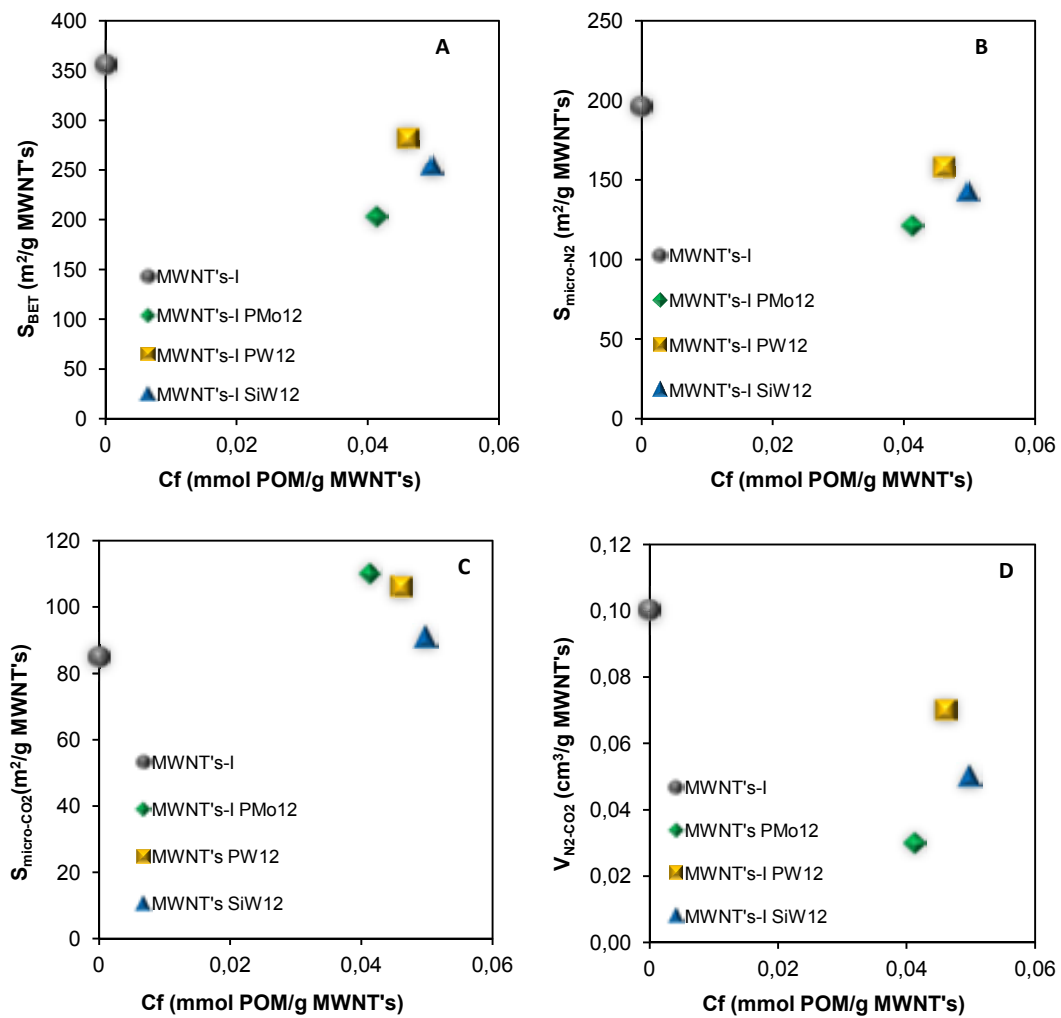 A
S_BET (m²/g MWNT's)
400
350
300
250
200
150
100
50
0
MWNT's-I
MWNT's-I PMo12
MWNT's-I PW12
MWNT's-I SiW12
0 0,02 0,04 0,06
Cf (mmol POM/g MWNT's)
B
S_micro-N2 (m²/g MWNT's)
250
200
150
100
50
0
MWNT's-I
MWNT's-I PMo12
MWNT's-I PW12
MWNT's-I SiW12
0 0,02 0,04 0,06
Cf (mmol POM/g MWNT's)
C
S_micro-CO2(m²/g MWNT's)
120
100
80
60
40
20
0
MWNT's-I
MWNT's-I PMo12
MWNT's PW12
MWNT's SiW12
0 0,02 0,04 0,06
Cf (mmol POM/g MWNT's)
D
V_N2-CO2 (cm³/g MWNT's)
0,12
0,10
0,08
0,06
0,04
0,02
0,00
MWNT's-I
MWNT's PMo12
MWNT's-I PW12
MWNT's-I SiW12
0 0,02 0,04 0,06
Cf (mmol POM/g MWNT's)